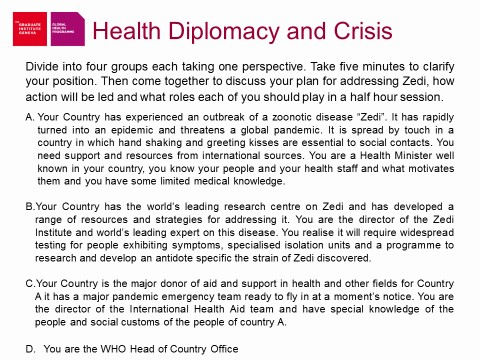 THE
GRADUATE
INSTITUTE
GENEVA
GLOBAL
HEALTH
PROGRAMME
Health Diplomacy and Crisis
Divide into four groups each taking one perspective. Take five minutes to clarify
your position. Then come together to discuss your plan for addressing Zedi, how
action will be led and what roles each of you should play in a half hour session.
A. Your Country has experienced an outbreak of a zoonotic disease “Zedi”. It has rapidly
turned into an epidemic and threatens a global pandemic. It is spread by touch in a
country in which hand shaking and greeting kisses are essential to social contacts. You
need support and resources from international sources. You are a Health Minister well
known in your country, you know your people and your health staff and what motivates
them and you have some limited medical knowledge.
B.Your Country has the world’s leading research centre on Zedi and has developed a
range of resources and strategies for addressing it. You are the director of the Zedi
Institute and world’s leading expert on this disease. You realise it will require widespread
testing for people exhibiting symptoms, specialised isolation units and a programme to
research and develop an antidote specific the strain of Zedi discovered.
C.Your Country is the major donor of aid and support in health and other fields for Country
A it has a major pandemic emergency team ready to fly in at a moment’s notice. You are
the director of the International Health Aid team and have special knowledge of the
people and social customs of the people of country A.
D. You are the WHO Head of Country Office